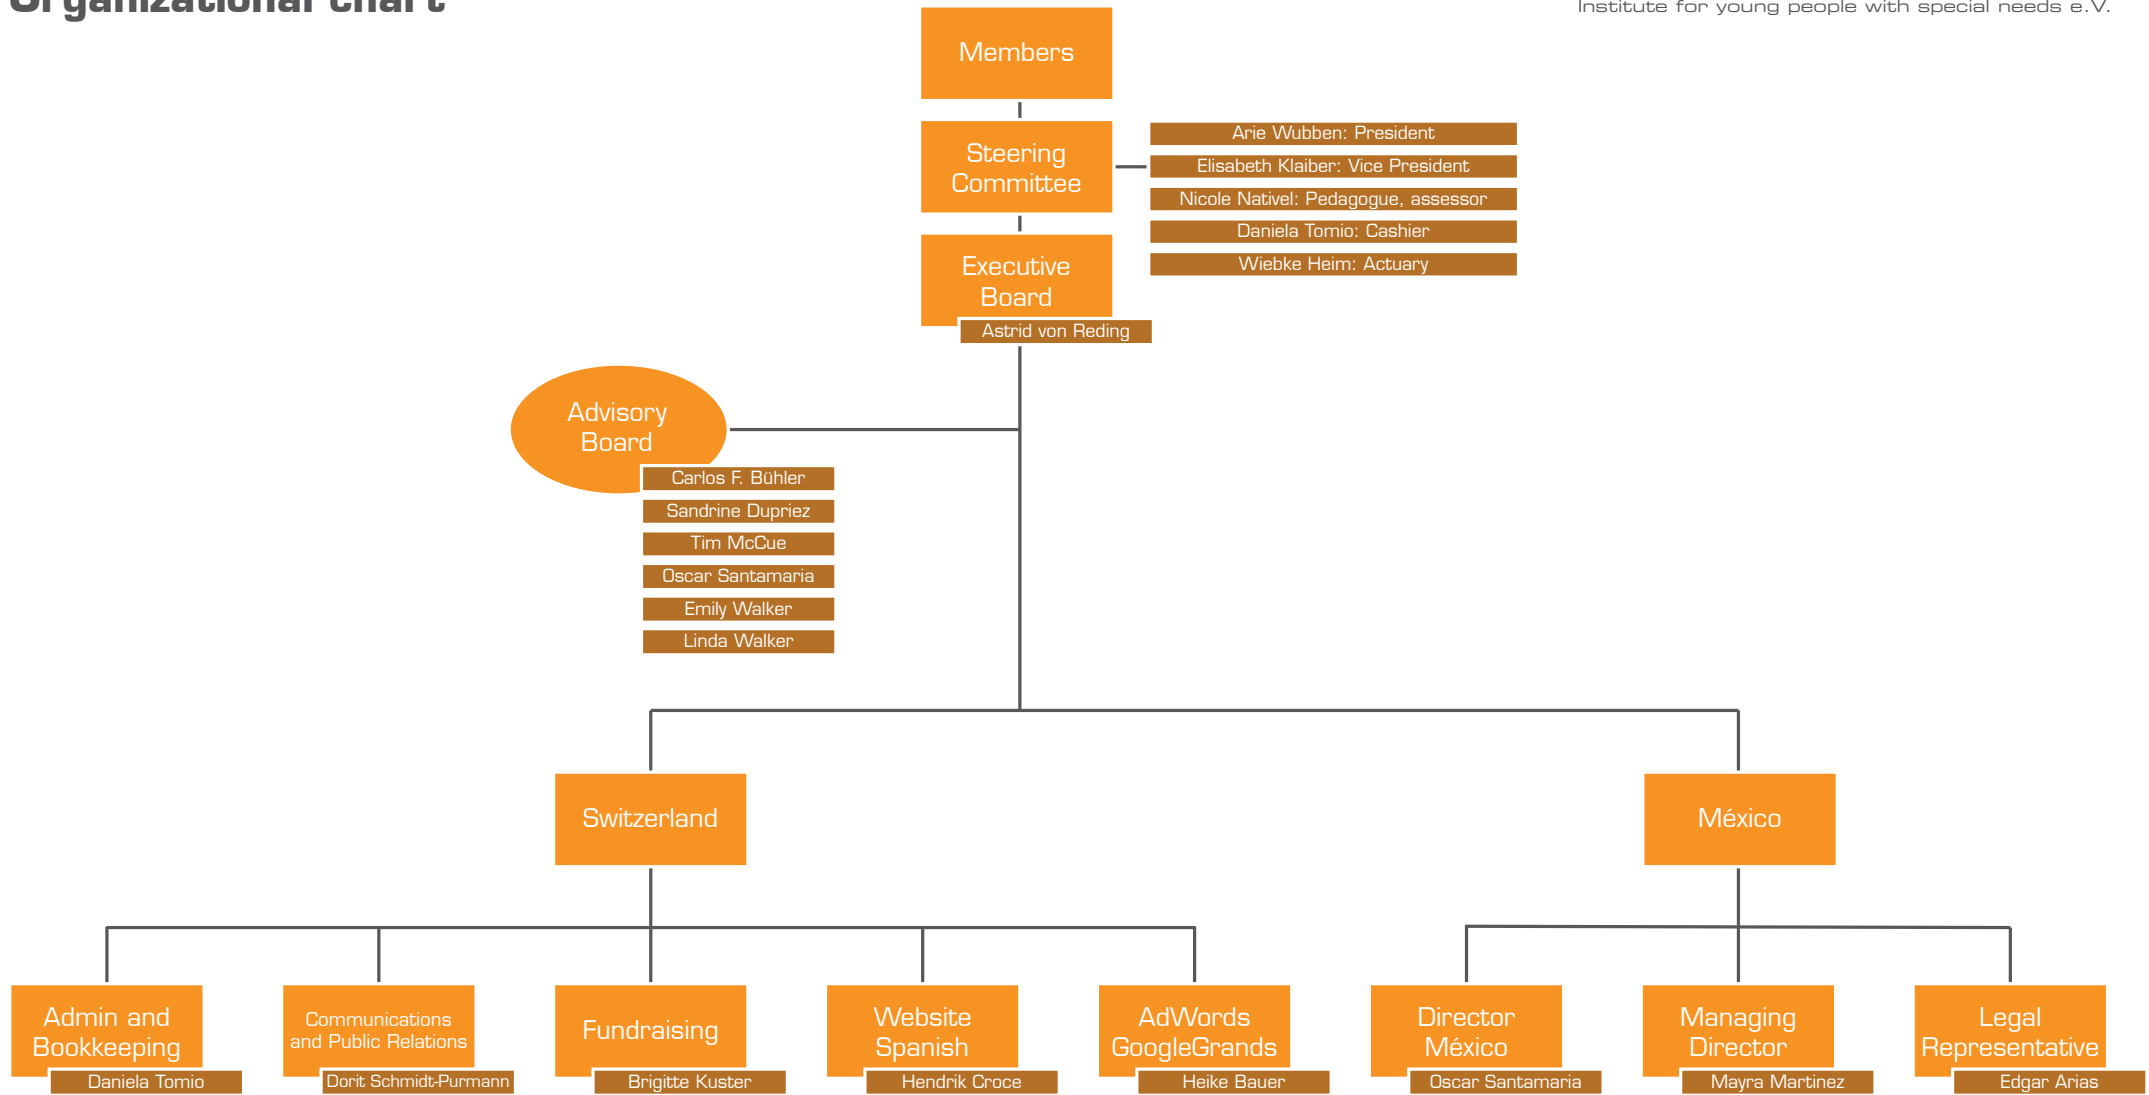 Organizational chart
Institute for young people with special needs e.V.
Members
Steering
Committee
Arie Wubben: President
Elisabeth Klaiber: Vice President
Nicole Nativel: Pedagogue, assessor
Daniela Tomio: Cashier
Wiebke Heim: Actuary
Executive
Board
Astrid von Reding
Advisory
Board
Carlos F. Bühler
Sandrine Dupriez
Tim McCue
Oscar Santamaria
Emily Walker
Linda Walker
Switzerland
México
Admin and
Bookkeeping
Daniela Tomio
Communications
and Public Relations
Dorit Schmidt-Purmann
Fundraising
Brigitte Kuster
Website
Spanish
Hendrik Croce
AdWords
GoogleGrands
Heike Bauer
Director
México
Oscar Santamaria
Managing
Director
Mayra Martinez
Legal
Representative
Edgar Arias